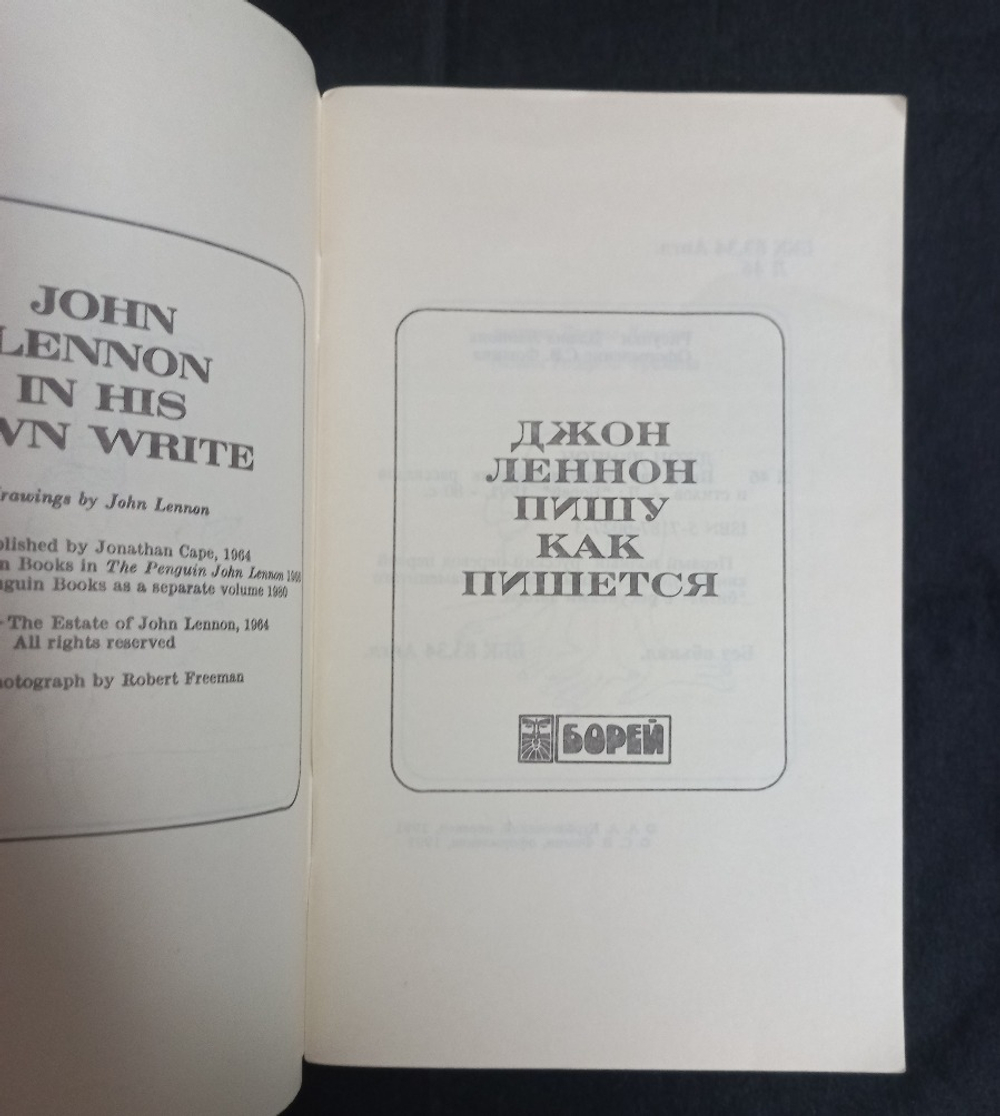 JOHN
LENNON
IN HIS
WN WRITE
rawings by John Lennon
blished by Jonathan Cape, 1964
n Books in The Penguin John Lennon 1966
nguin Books as a separate volume 1980
The Estate of John Lennon, 1964
All rights reserved
hotograph by Robert Freeman
ДЖОН
ЛЕННОН
ПИШУ
КАК
ПИШЕТСЯ
БОРЕЙ